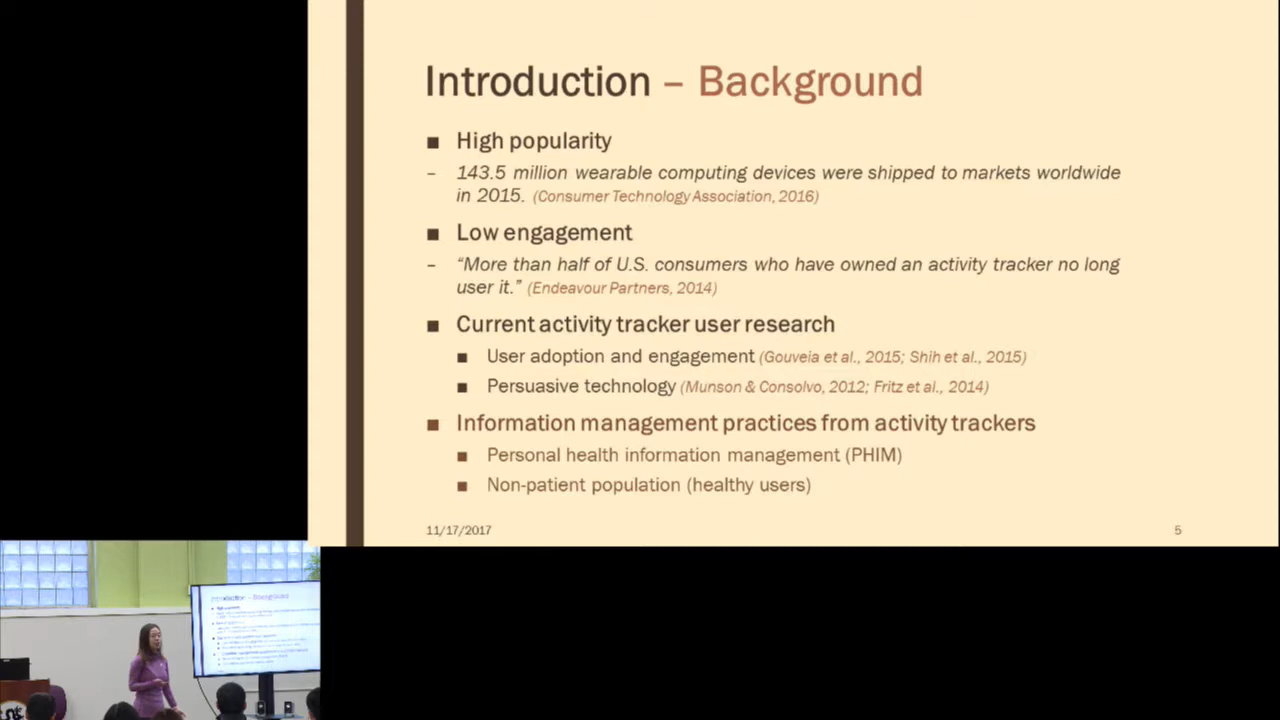 Introduction – Background
■ High popularity
– 143.5 million wearable computing devices were shipped to markets worldwide
in 2015. (Consumer Technology Association, 2016)
■ Low engagement
– “More than half of U.S. consumers who have owned an activity tracker no long
user it.” (Endeavour Partners, 2014)
■ Current activity tracker user research
■ User adoption and engagement (Gouveia et al., 2015; Shih et al., 2015)
■ Persuasive technology (Munson & Consolvo, 2012; Fritz et al., 2014)
■ Information management practices from activity trackers
■ Personal health information management (PHIM)
■ Non-patient population (healthy users)
11/17/2017
5
Introduction – Background